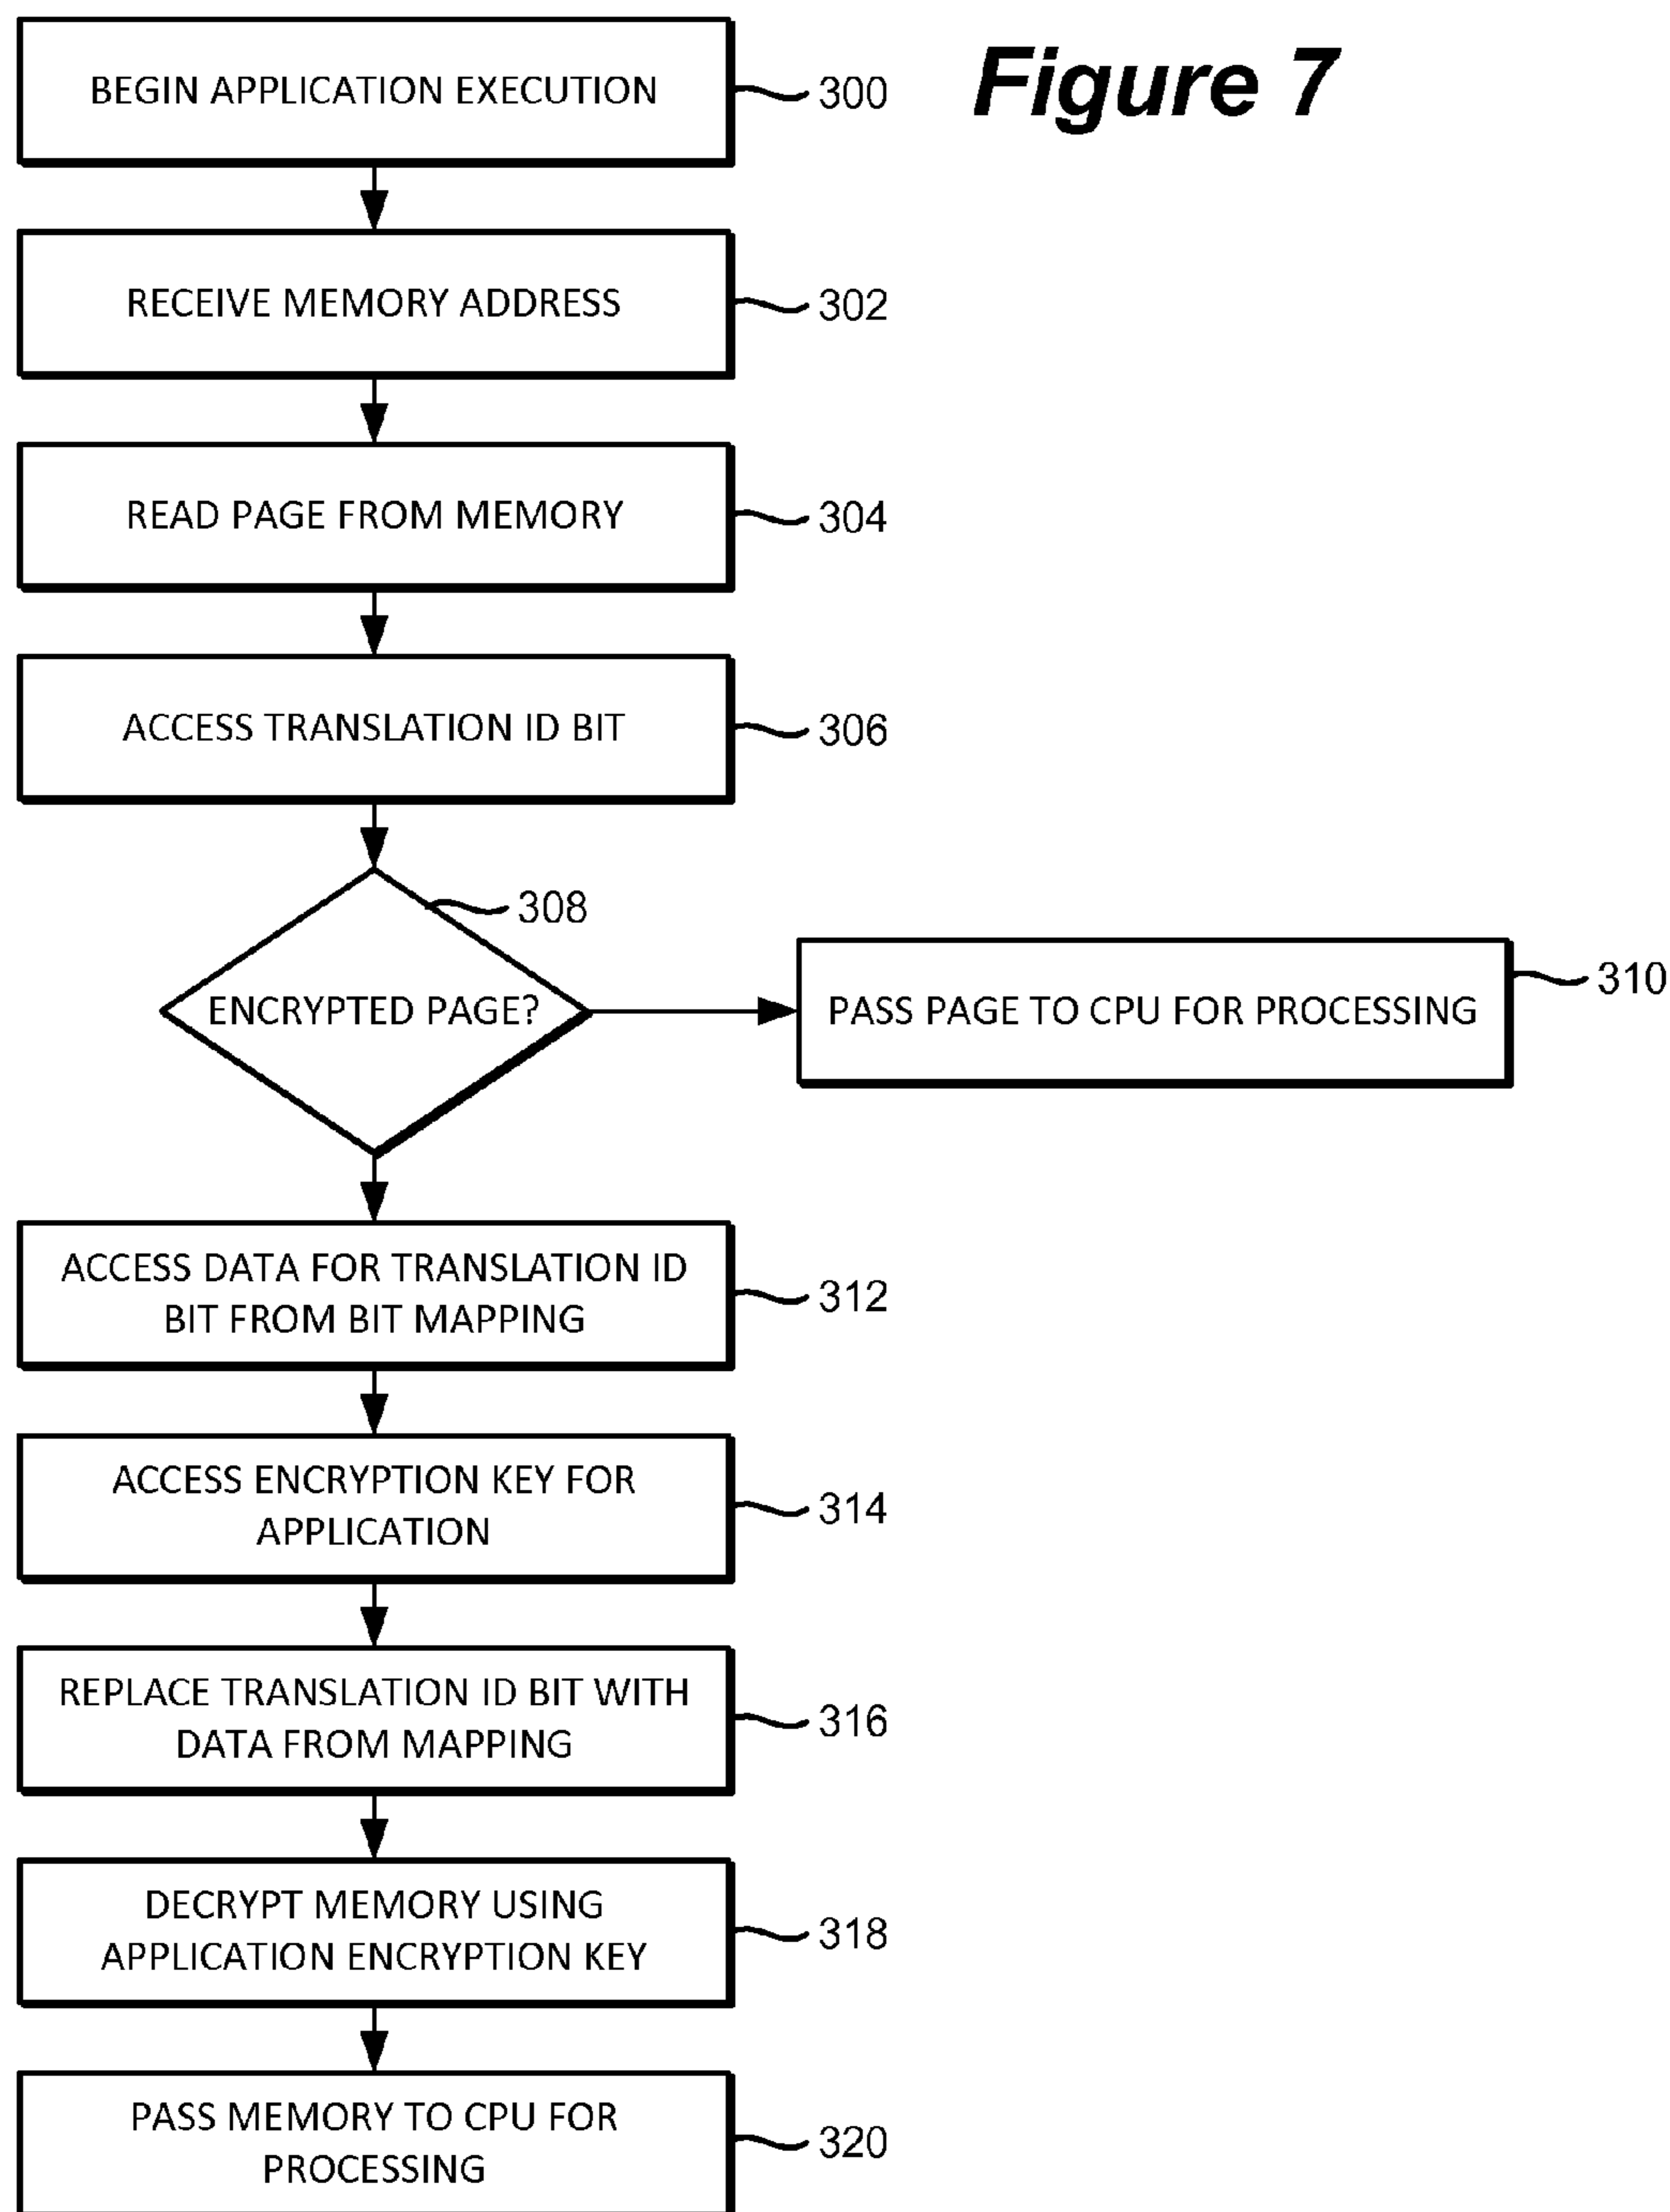 Figure 7
BEGIN APPLICATION EXECUTION
300
RECEIVE MEMORY ADDRESS
302
READ PAGE FROM MEMORY
304
ACCESS TRANSLATION ID BIT
306
308
ENCRYPTED PAGE?
PASS PAGE TO CPU FOR PROCESSING
310
ACCESS DATA FOR TRANSLATION ID
BIT FROM BIT MAPPING
312
ACCESS ENCRYPTION KEY FOR
APPLICATION
314
REPLACE TRANSLATION ID BIT WITH
DATA FROM MAPPING
316
DECRYPT MEMORY USING
APPLICATION ENCRYPTION KEY
318
PASS MEMORY TO CPU FOR
PROCESSING
320